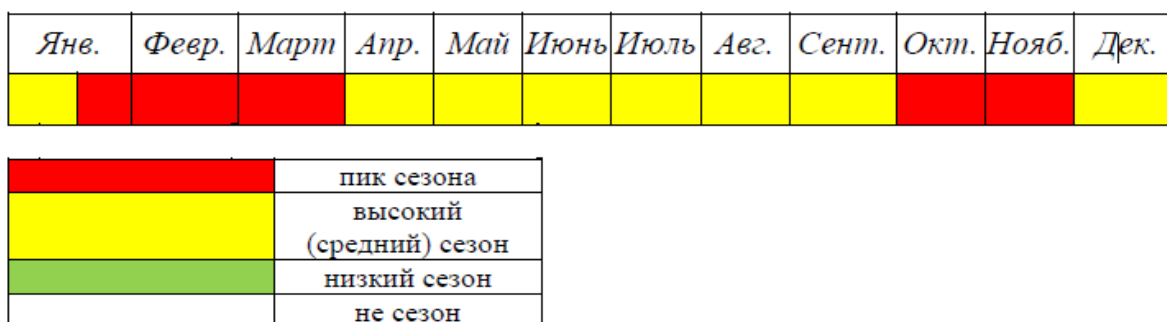 Янв. Февр. Март Апр. Май Июнь Июль Авг. Сент. Окт. Нояб. Дек.
пик сезона
высокий
(средний) сезон
низкий сезон
не сезон